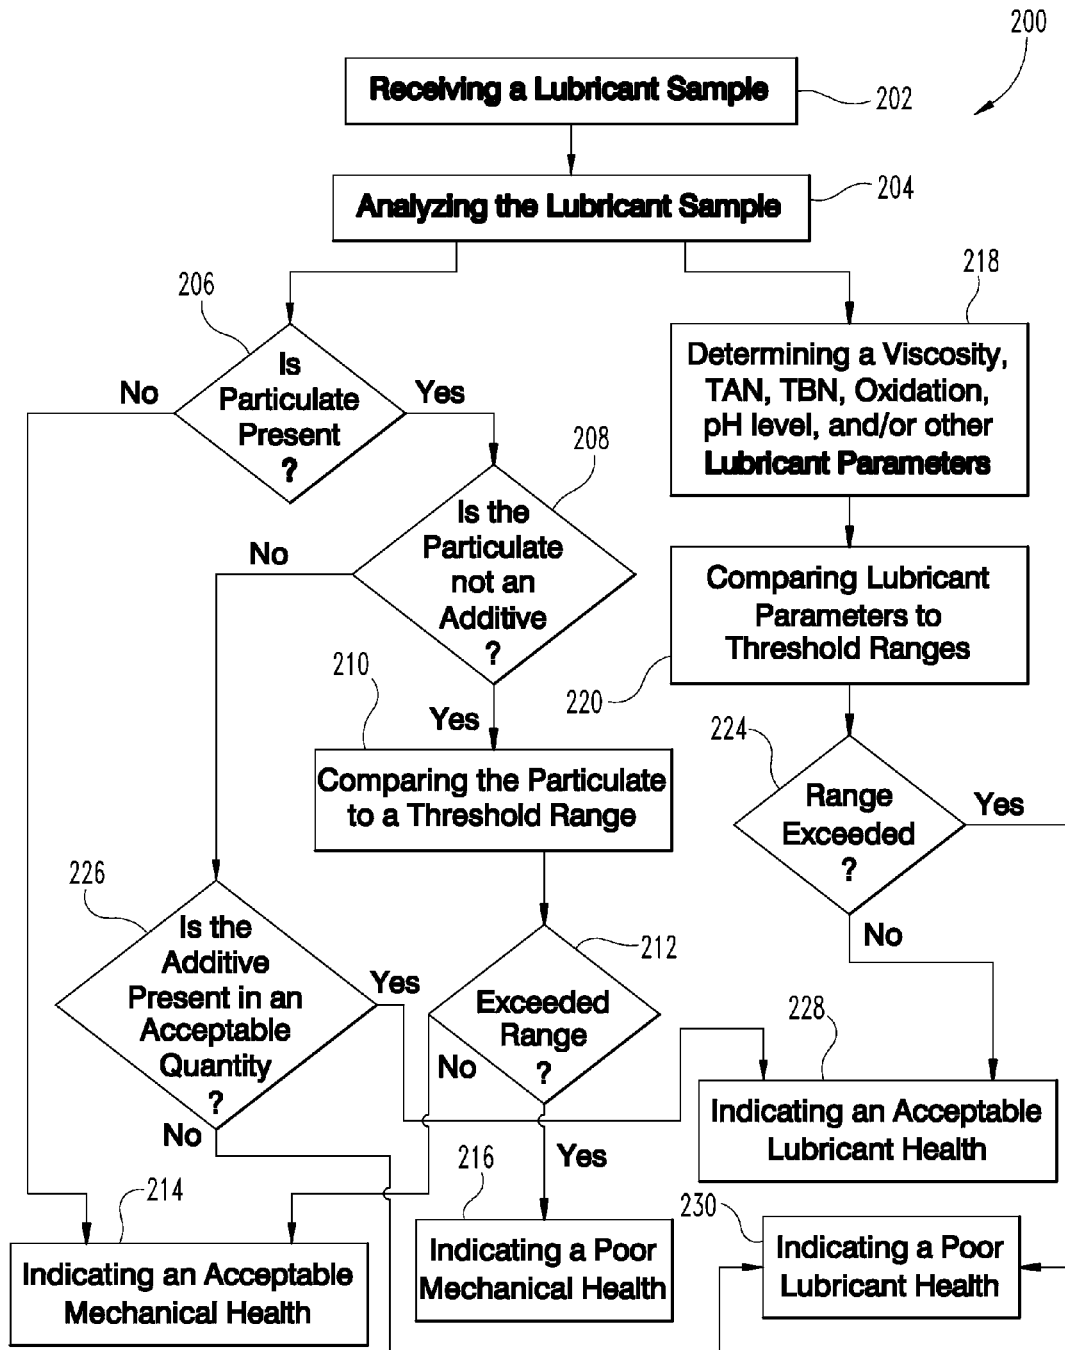 200
Receiving a Lubricant Sample
202
Analyzing the Lubricant Sample
204
206
Is
Particulate
Present
?
No
Yes
218
Determining a Viscosity,
TAN, TBN, Oxidation,
pH level, and/or other
Lubricant Parameters
208
Is the
Particulate
not an
Additive
?
No
Yes
Comparing Lubricant
Parameters to
Threshold Ranges
220
210
Comparing the Particulate
to a Threshold Range
224
Range
Exceeded
?
Yes
No
226
Is the
Additive
Present in an
Acceptable
Quantity
?
Yes
No
212
Exceeded
Range
?
No
Yes
228
Indicating an Acceptable
Lubricant Health
214
Indicating an Acceptable
Mechanical Health
216
Indicating a Poor
Mechanical Health
230
Indicating a Poor
Lubricant Health